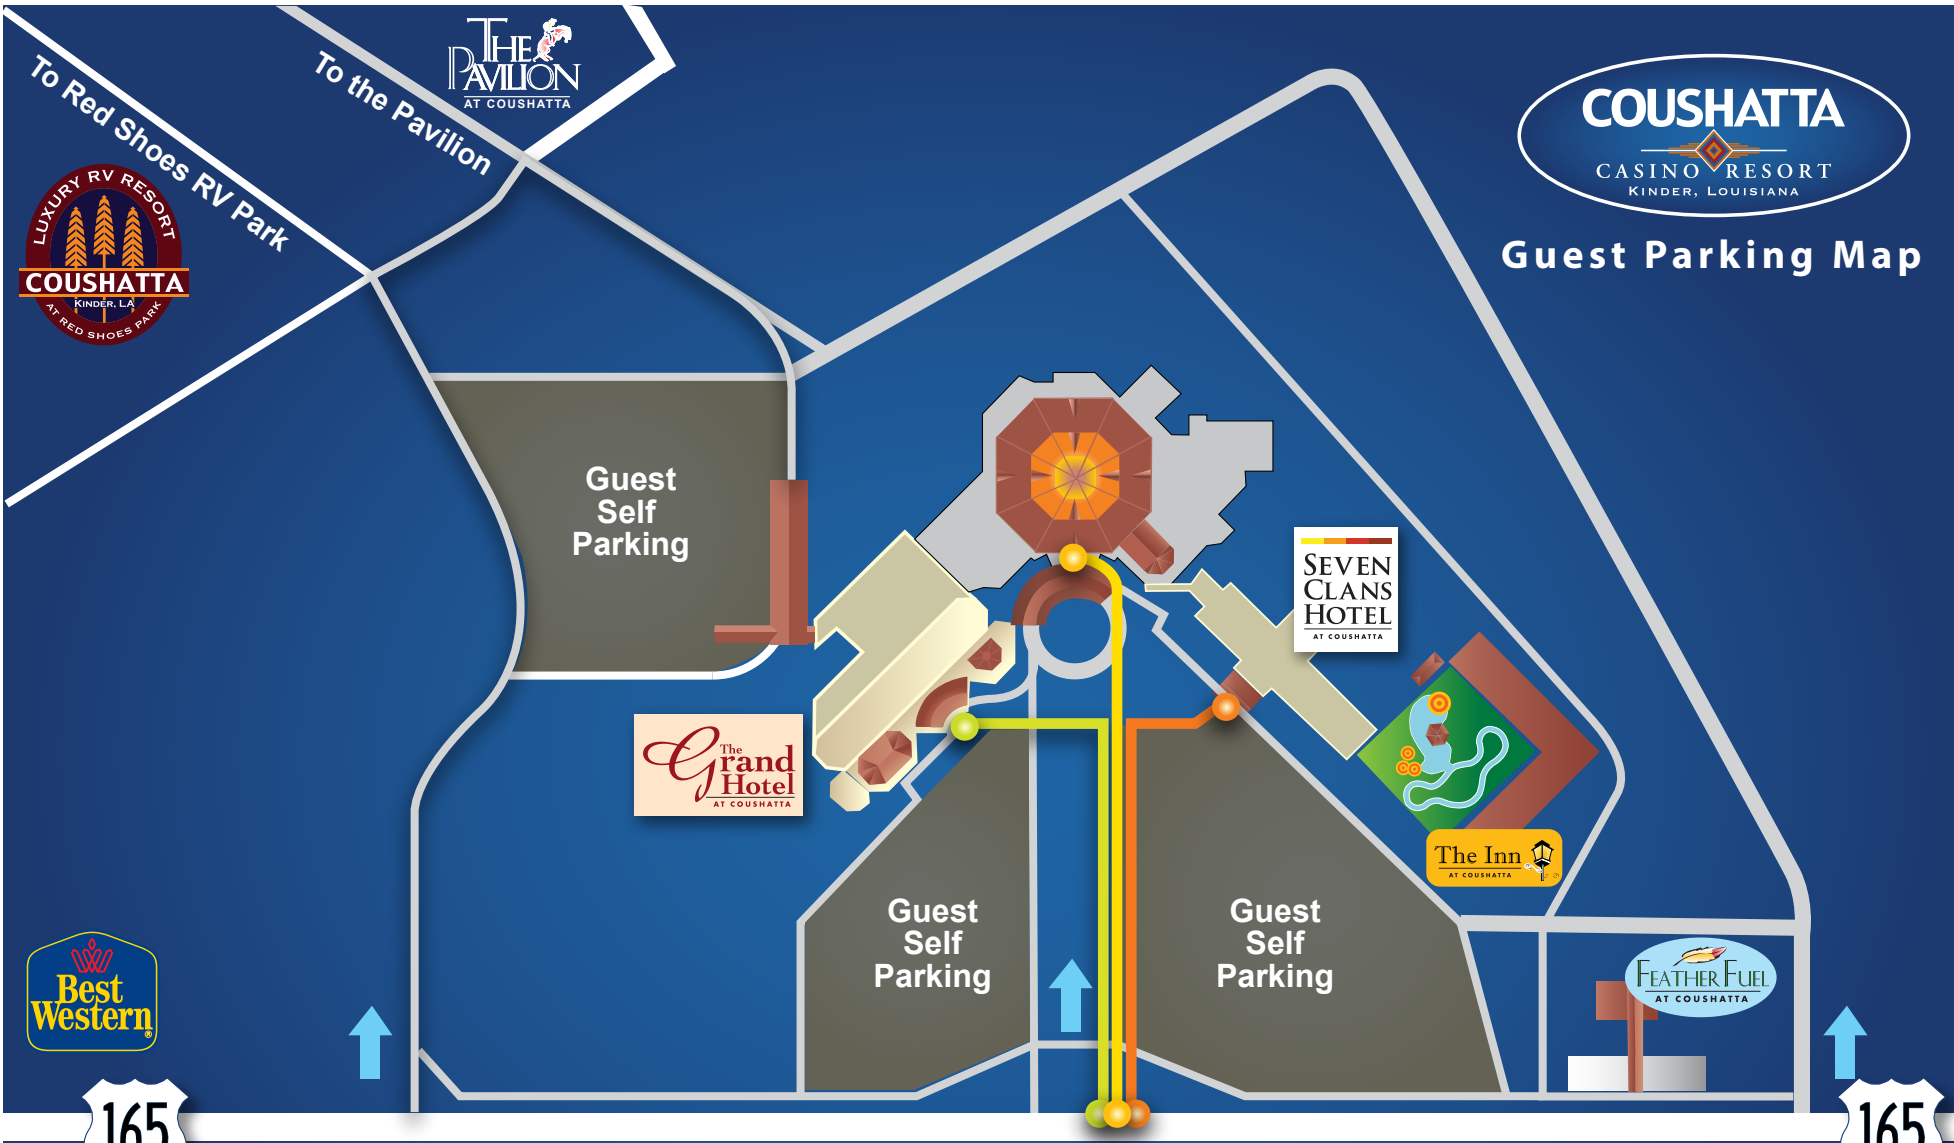 THE
PAVILION
AT COUSHATTA
To the Pavilion
To Red Shoes RV Park
LUXURY RV RESORT
COUSHATTA
KINDER, LA
AT RED SHOES PARK
COUSHATTA
CASINO RESORT
KINDER, LOUISIANA
Guest Parking Map
Guest
Self
Parking
SEVEN
CLANS
HOTEL
AT COUSHATTA
The
Grand
Hotel
AT COUSHATTA
The Inn
AT COUSHATTA
Guest
Self
Parking
Guest
Self
Parking
FEATHER FUEL
AT COUSHATTA
Best
Western
®
165
165